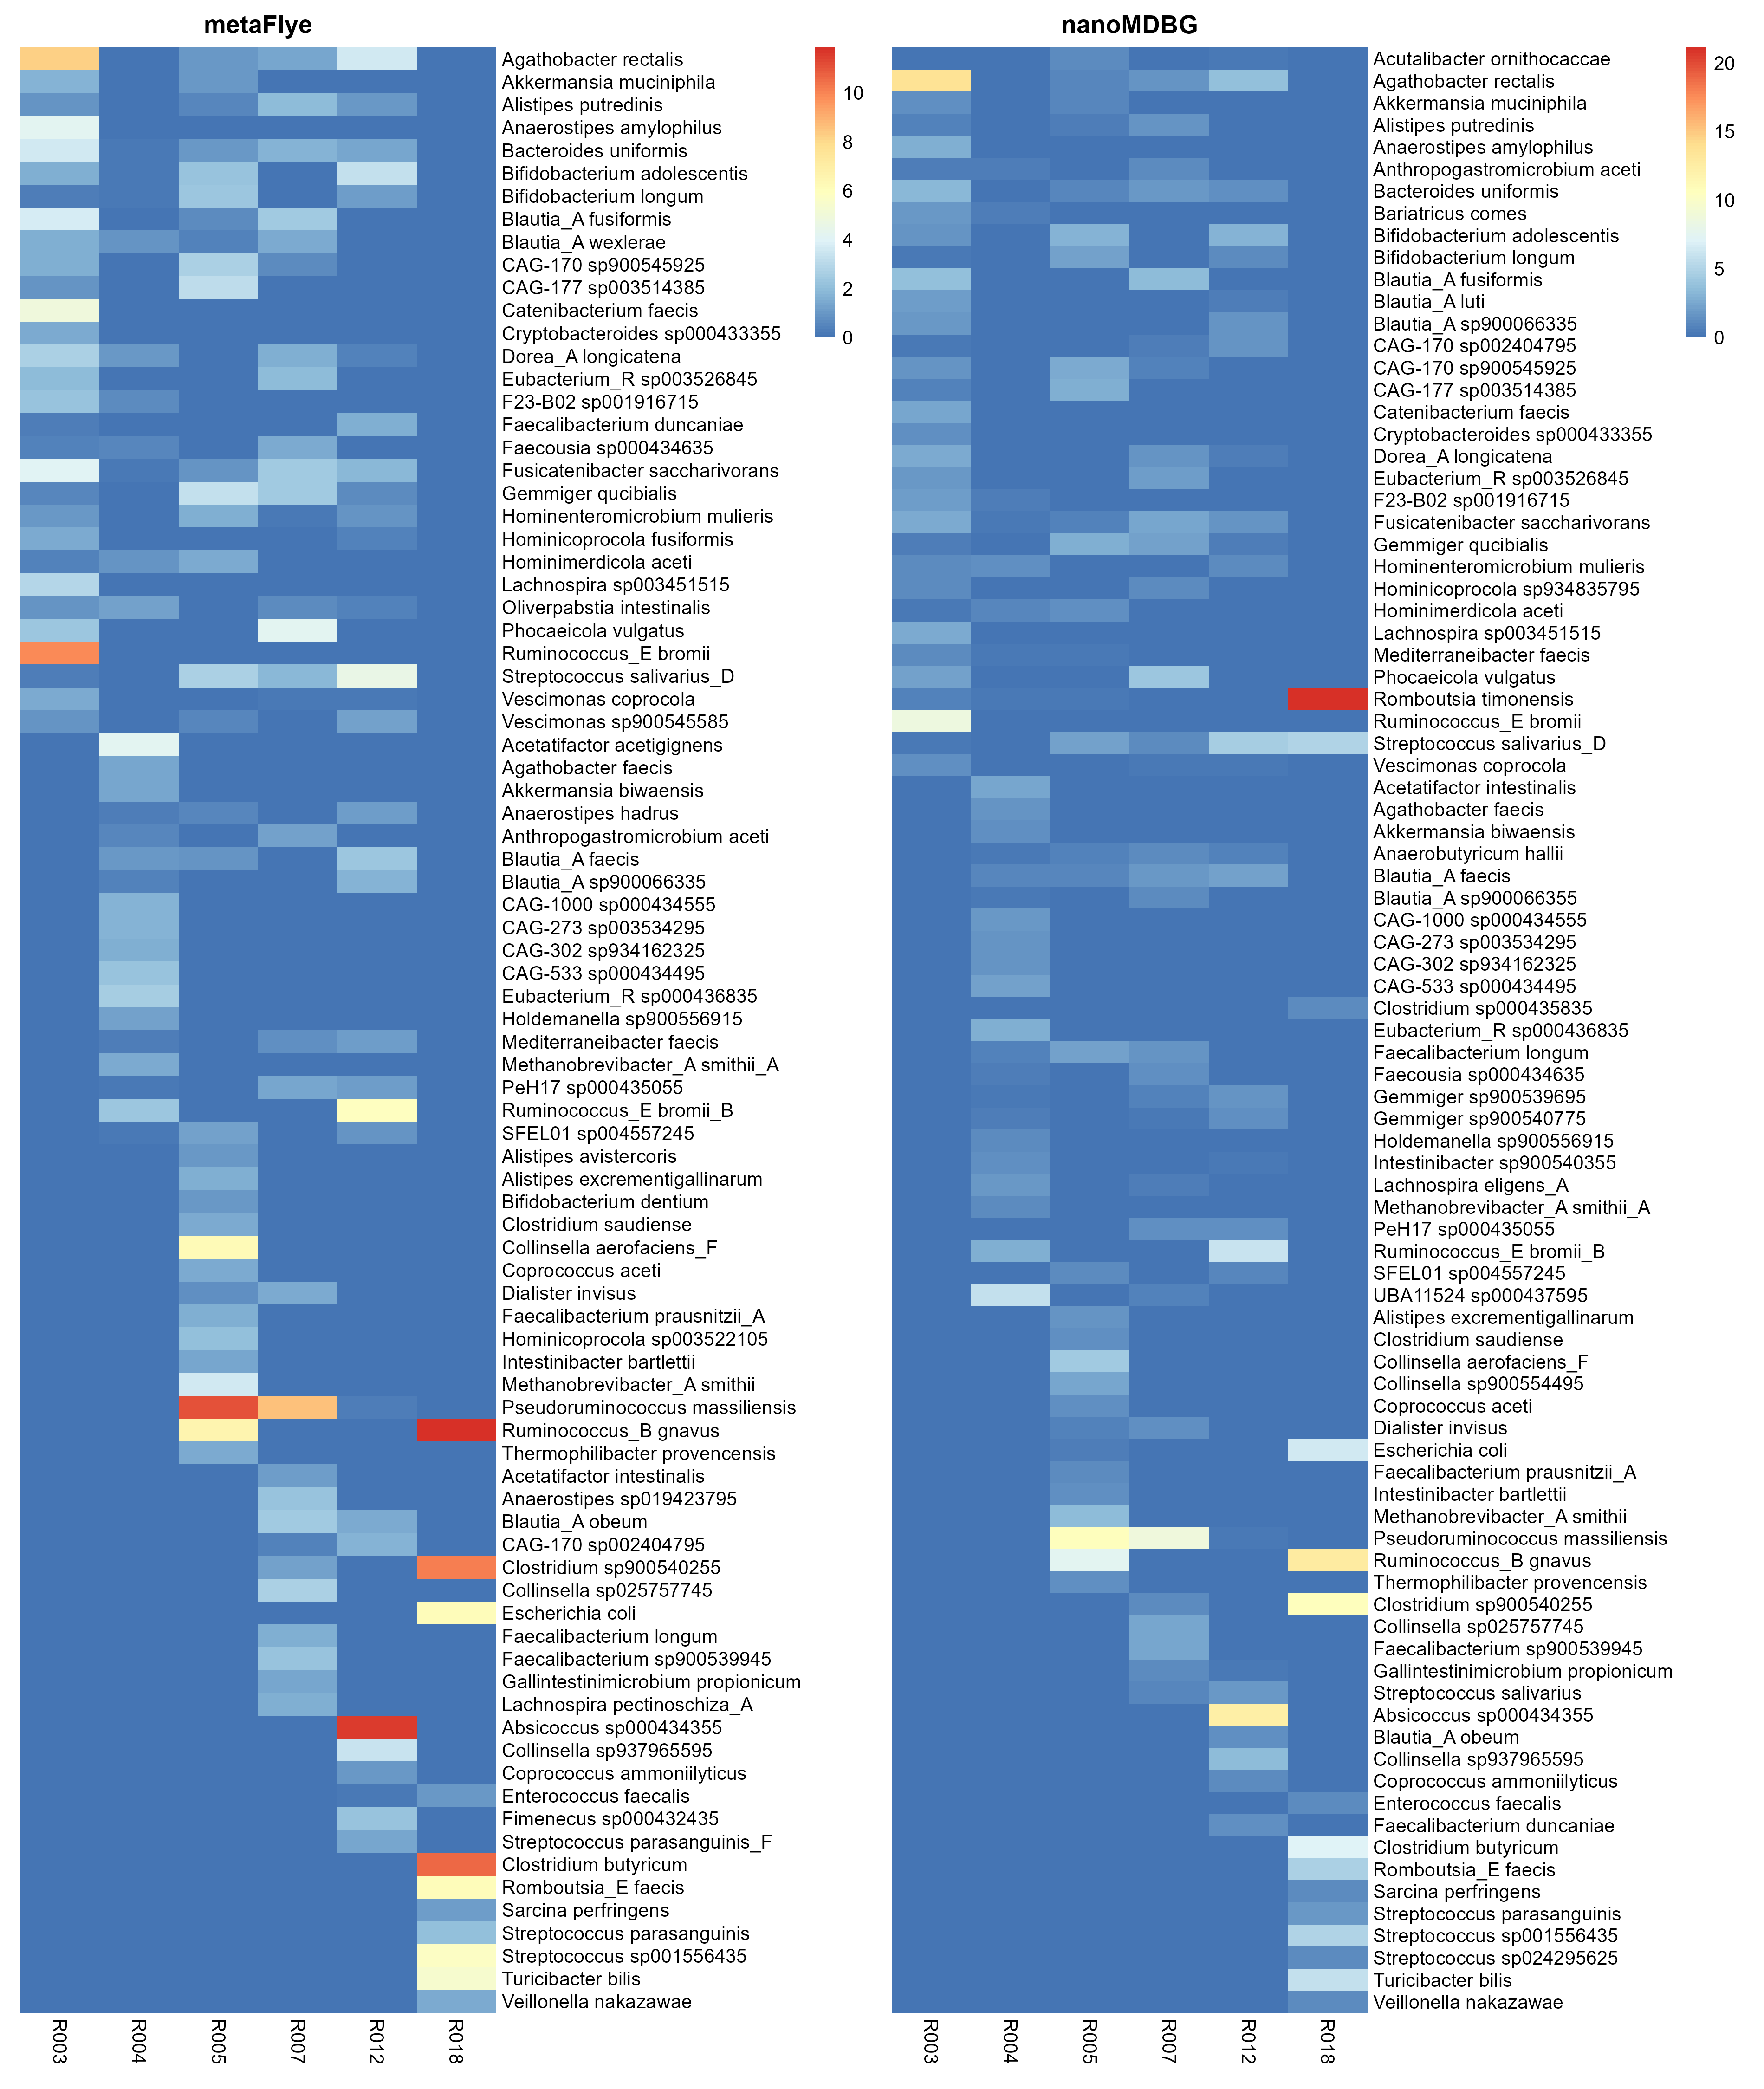 metaFlye
Agathobacter rectalis
Akkermansia muciniphila
Alistipes putredinis
Anaerostipes amylophilus
Bacteroides uniformis
Bifidobacterium adolescentis
Bifidobacterium longum
Blautia_A fusiformis
Blautia_A wexlerae
CAG-170 sp900545925
CAG-177 sp003514385
Catenibacterium faecis
Cryptobacteroides sp000433355
Dorea_A longicatena
Eubacterium_R sp003526845
F23-B02 sp001916715
Faecalibacterium duncaniae
Faecousia sp000434635
Fusicatenibacter saccharivorans
Gemmiger qucibialis
Hominenteromicrobium mulieris
Hominicoprocola fusiformis
Hominimerdicola aceti
Lachnospira sp003451515
Oliverpabstia intestinalis
Phocaeicola vulgatus
Ruminococcus_E bromii
Streptococcus salivarius_D
Vescimonas coprocola
Vescimonas sp900545585
Acetatifactor acetigignens
Agathobacter faecis
Akkermansia biwaensis
Anaerostipes hadrus
Anthropogastromicrobium aceti
Blautia_A faecis
Blautia_A sp900066335
CAG-1000 sp000434555
CAG-273 sp003534295
CAG-302 sp934162325
CAG-533 sp000434495
Eubacterium_R sp000436835
Holdemanella sp900556915
Mediterraneibacter faecis
Methanobrevibacter_A smithii_A
PeH17 sp000435055
Ruminococcus_E bromii_B
SFEL01 sp004557245
Alistipes avistercoris
Alistipes excrementigallinarum
Bifidobacterium dentium
Clostridium saudiense
Collinsella aerofaciens_F
Coprococcus aceti
Dialister invisus
Faecalibacterium prausnitzii_A
Hominicoprocola sp003522105
Intestinibacter bartlettii
Methanobrevibacter_A smithii
Pseudoruminococcus massiliensis
Ruminococcus_B gnavus
Thermophilibacter provencensis
Acetatifactor intestinalis
Anaerostipes sp019423795
Blautia_A obeum
CAG-170 sp002404795
Clostridium sp900540255
Collinsella sp025757745
Escherichia coli
Faecalibacterium longum
Faecalibacterium sp900539945
Gallintestinimicrobium propionicum
Lachnospira pectinoschiza_A
Absicoccus sp000434355
Collinsella sp937965595
Coprococcus ammoniilyticus
Enterococcus faecalis
Fimenecus sp000432435
Streptococcus parasanguinis_F
Clostridium butyricum
Romboutsia_E faecis
Sarcina perfringens
Streptococcus parasanguinis
Streptococcus sp001556435
Turicibacter bilis
Veillonella nakazawae
R003
R004
R005
R007
R012
R018
10
8
6
4
2
0
nanoMDBG
Acutalibacter ornithocaccae
Agathobacter rectalis
Akkermansia muciniphila
Alistipes putredinis
Anaerostipes amylophilus
Anthropogastromicrobium aceti
Bacteroides uniformis
Bariatricus comes
Bifidobacterium adolescentis
Bifidobacterium longum
Blautia_A fusiformis
Blautia_A luti
Blautia_A sp900066335
CAG-170 sp002404795
CAG-170 sp900545925
CAG-177 sp003514385
Catenibacterium faecis
Cryptobacteroides sp000433355
Dorea_A longicatena
Eubacterium_R sp003526845
F23-B02 sp001916715
Fusicatenibacter saccharivorans
Gemmiger qucibialis
Hominenteromicrobium mulieris
Hominicoprocola sp934835795
Hominimerdicola aceti
Lachnospira sp003451515
Mediterraneibacter faecis
Phocaeicola vulgatus
Romboutsia timonensis
Ruminococcus_E bromii
Streptococcus salivarius_D
Vescimonas coprocola
Acetatifactor intestinalis
Agathobacter faecis
Akkermansia biwaensis
Anaerobutyricum hallii
Blautia_A faecis
Blautia_A sp900066355
CAG-1000 sp000434555
CAG-273 sp003534295
CAG-302 sp934162325
CAG-533 sp000434495
Clostridium sp000435835
Eubacterium_R sp000436835
Faecalibacterium longum
Faecousia sp000434635
Gemmiger sp900539695
Gemmiger sp900540775
Holdemanella sp900556915
Intestinibacter sp900540355
Lachnospira eligens_A
Methanobrevibacter_A smithii_A
PeH17 sp000435055
Ruminococcus_E bromii_B
SFEL01 sp004557245
UBA11524 sp000437595
Alistipes excrementigallinarum
Clostridium saudiense
Collinsella aerofaciens_F
Collinsella sp900554495
Coprococcus aceti
Dialister invisus
Escherichia coli
Faecalibacterium prausnitzii_A
Intestinibacter bartlettii
Methanobrevibacter_A smithii
Pseudoruminococcus massiliensis
Ruminococcus_B gnavus
Thermophilibacter provencensis
Clostridium sp900540255
Collinsella sp025757745
Faecalibacterium sp900539945
Gallintestinimicrobium propionicum
Streptococcus salivarius
Absicoccus sp000434355
Blautia_A obeum
Collinsella sp937965595
Coprococcus ammoniilyticus
Enterococcus faecalis
Faecalibacterium duncaniae
Clostridium butyricum
Romboutsia_E faecis
Sarcina perfringens
Streptococcus parasanguinis
Streptococcus sp001556435
Streptococcus sp024295625
Turicibacter bilis
Veillonella nakazawae
R003
R004
R005
R007
R012
R018
20
15
10
5
0